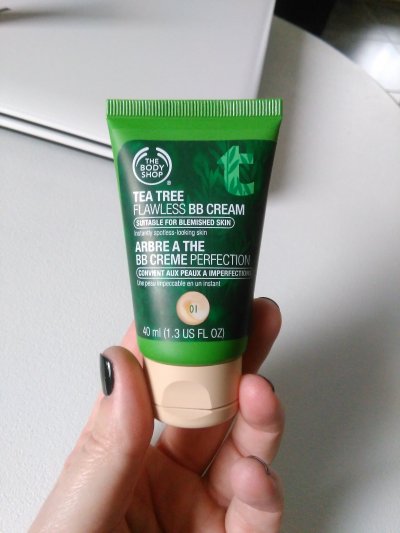 THE
BODY
SHOP
®
t
TEA TREE
FLAWLESS BB CREAM
SUITABLE FOR BLEMISHED SKIN
Instantly spotless-looking skin
ARBRE A THE
BB CREME PERFECTION
CONVIENT AUX PEAUX A IMPERFECTIONS
Une peau impeccable en un instant
01
40 ml (1.3 US FL OZ)